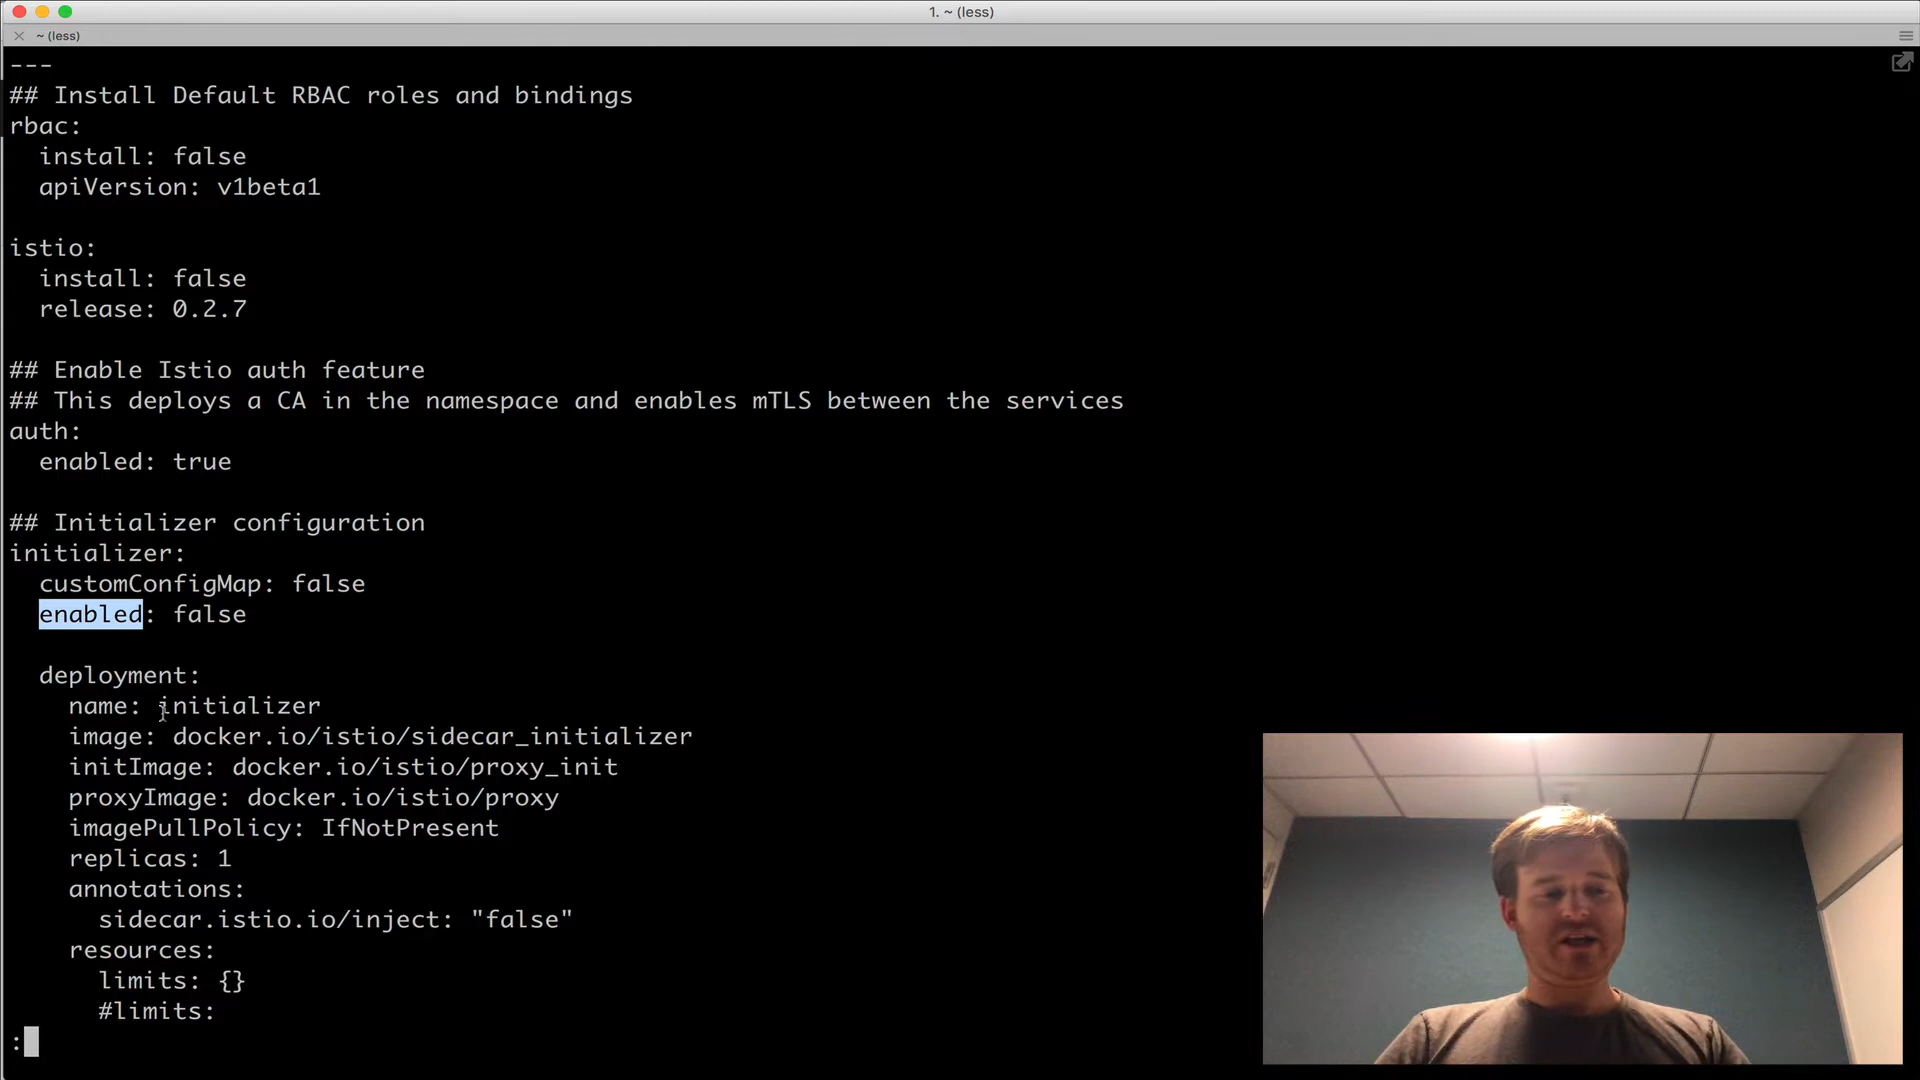 1. ~ (less)
~ (less)
---
## Install Default RBAC roles and bindings
rbac:
  install: false
  apiVersion: v1beta1
istio:
  install: false
  release: 0.2.7
## Enable Istio auth feature
## This deploys a CA in the namespace and enables mTLS between the services
auth:
  enabled: true
## Initializer configuration
initializer:
  customConfigMap: false
  enabled: false
  deployment:
    name: initializer
    image: docker.io/istio/sidecar_initializer
    initImage: docker.io/istio/proxy_init
    proxyImage: docker.io/istio/proxy
    imagePullPolicy: IfNotPresent
    replicas: 1
    annotations:
      sidecar.istio.io/inject: "false"
    resources:
      limits: {}
      #limits:
: